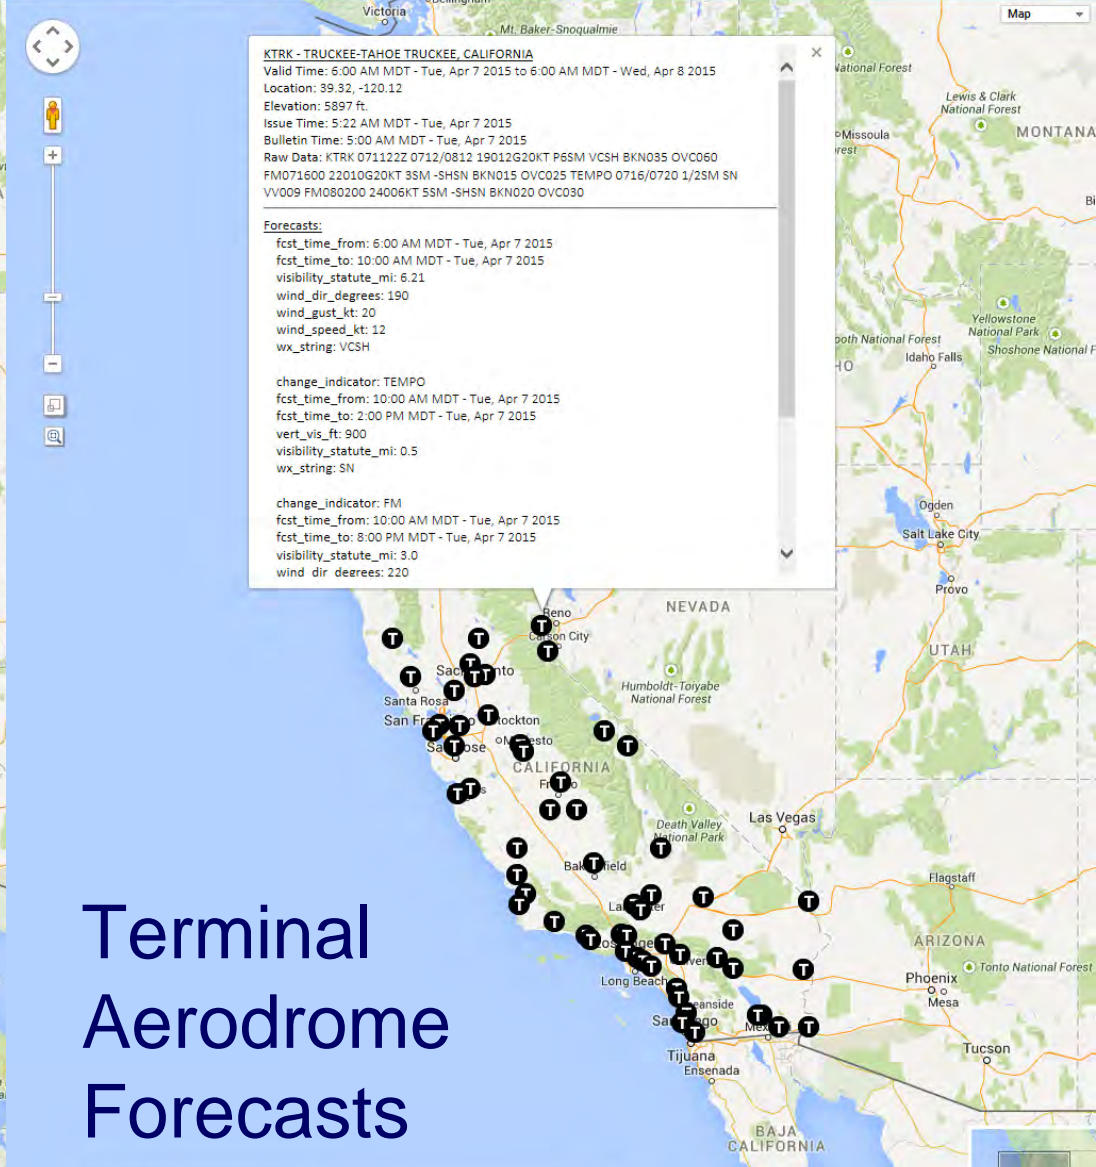 Victoria
Mt. Baker-Snoqualmie
Map
KTRK - TRUCKEE-TAHOE TRUCKEE, CALIFORNIA
Valid Time: 6:00 AM MDT - Tue, Apr 7 2015 to 6:00 AM MDT - Wed, Apr 8 2015
Location: 39.32, -120.12
Elevation: 5897 ft.
Issue Time: 5:22 AM MDT - Tue, Apr 7 2015
Bulletin Time: 5:00 AM MDT - Tue, Apr 7 2015
Raw Data: KTRK 071122Z 0712/0812 19012G20KT P6SM VCSH BKN035 OVC060
FM071600 22010G20KT 3SM -SHSN BKN015 OVC025 TEMPO 0716/0720 1/2SM SN
VV009 FM080200 24006KT 5SM -SHSN BKN020 OVC030
Forecasts:
fcst_time_from: 6:00 AM MDT - Tue, Apr 7 2015
fcst_time_to: 10:00 AM MDT - Tue, Apr 7 2015
visibility_statute_mi: 6.21
wind_dir_degrees: 190
wind_gust_kt: 20
wind_speed_kt: 12
wx_string: VCSH
change_indicator: TEMPO
fcst_time_from: 10:00 AM MDT - Tue, Apr 7 2015
fcst_time_to: 2:00 PM MDT - Tue, Apr 7 2015
vert_vis_ft: 900
visibility_statute_mi: 0.5
wx_string: SN
change_indicator: FM
fcst_time_from: 10:00 AM MDT - Tue, Apr 7 2015
fcst_time_to: 8:00 PM MDT - Tue, Apr 7 2015
visibility_statute_mi: 3.0
wind_dir_degrees: 220
National Forest
Lewis & Clark
National Forest
Missoula
MONTANA
Yellowstone
National Park
National Forest
Shoshone National F
Idaho Falls
Ogden
Salt Lake City
Provo
NEVADA
UTAH
Reno
Carson City
Humboldt-Toiyabe
National Forest
Santa Rosa
CALIFORNIA
Death Valley
National Park
Las Vegas
Flagstaff
ARIZONA
Tonto National Forest
Phoenix
Mesa
Long Beach
Tucson
Tijuana
Ensenada
BAJA
CALIFORNIA
Terminal
Aerodrome
Forecasts